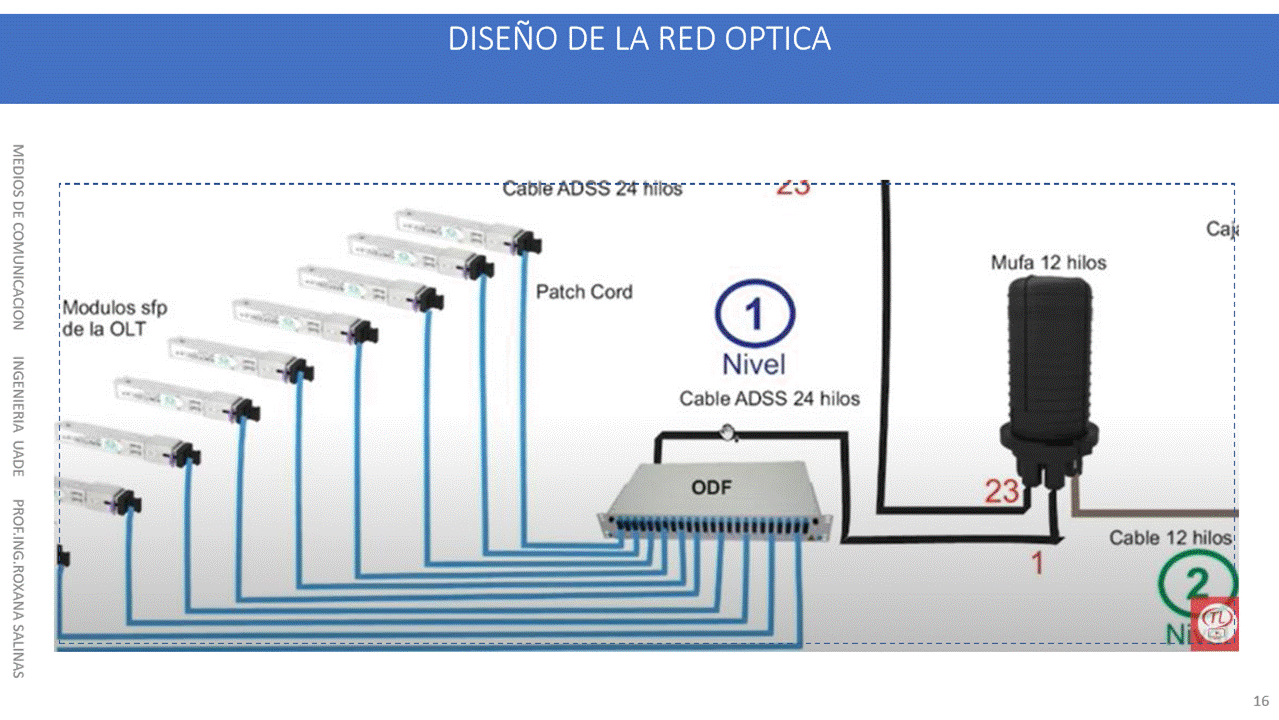 DISEÑO DE LA RED OPTICA
MEDIOS DE COMUNICACION INGENIERIA UADE PROF.ING.ROXANA SALINAS
Cable ADSS 24 hilos
23
Caja
Mufa 12 hilos
Patch Cord
Modulos sfp
de la OLT
1
Nivel
Cable ADSS 24 hilos
ODF
23
1
Cable 12 hilos
2
TL
16